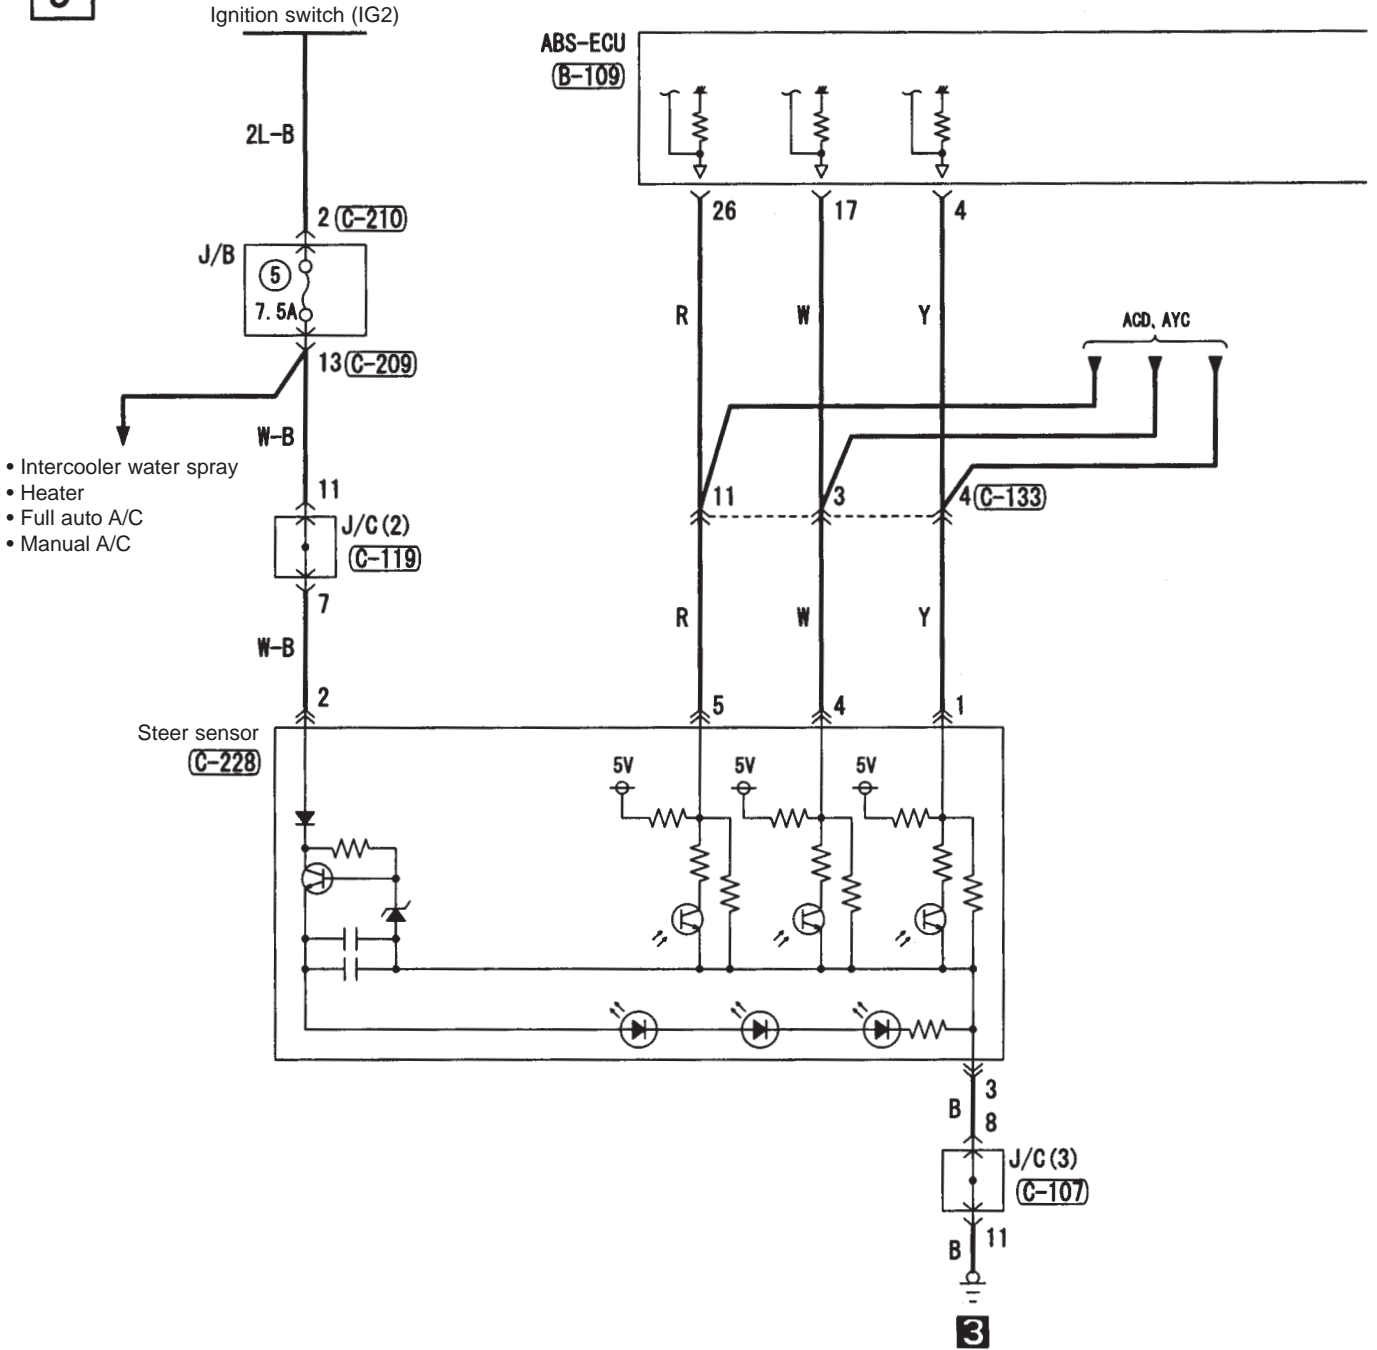 Ignition switch (IG2)
ABS-ECU
B-109
2L-B
26
17
4
2
C-210
J/B
5
7.5A
R
W
Y
ACD, AYC
13
C-209
W-B
• Intercooler water spray
• Heater
• Full auto A/C
• Manual A/C
11
11
3
4
C-133
J/C(2)
C-119
7
R
W
Y
W-B
2
5
4
1
Steer sensor
C-228
5V
5V
5V
3
B
8
J/C(3)
C-107
11
B
3